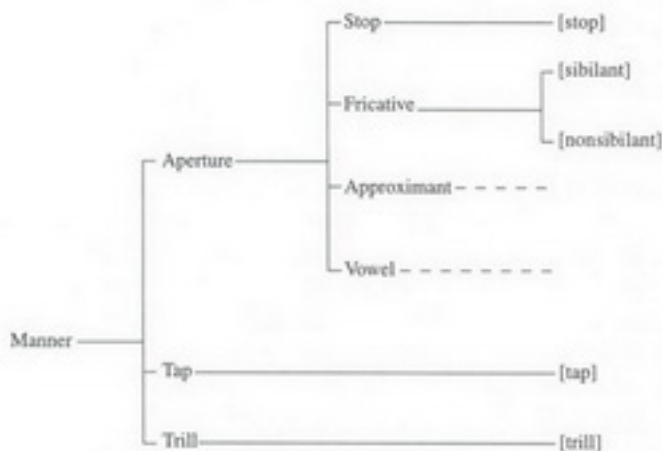 Stop [stop]
[sibilant]
Fricative
[nonsibilant]
Aperture
Approximant
Vowel
Manner
Tap [tap]
Trill [trill]